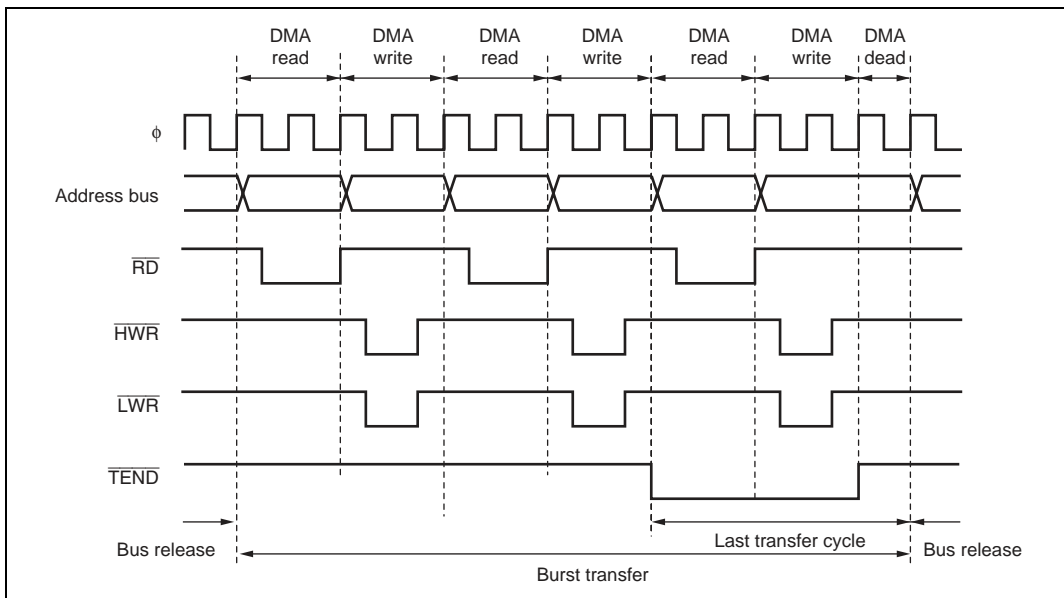 DMA read
DMA write
DMA read
DMA write
DMA read
DMA write
DMA dead
φ
Address bus
RD
HWR
LWR
TEND
Bus release
Last transfer cycle
Bus release
Burst transfer